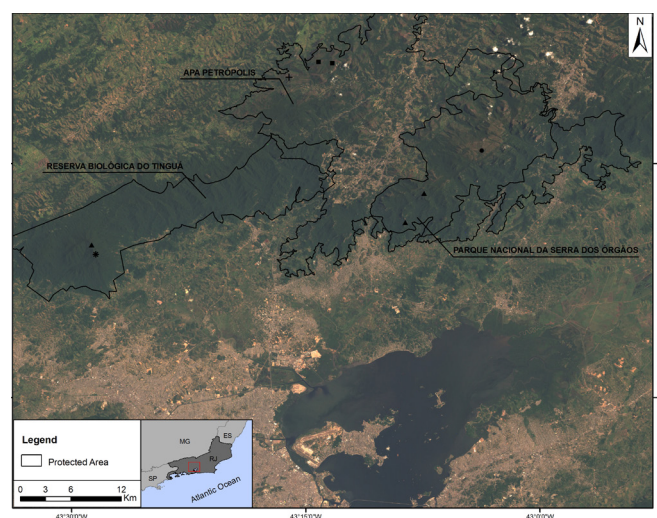 N
APA PETRÓPOLIS
RESERVA BIOLÓGICA DO TINGUÁ
PARQUE NACIONAL DA SERRA DOS ÓRGÃOS
Legend
Protected Area
0 3 6 12
Km
MG
ES
RJ
SP
Atlantic Ocean
43°30'0"W
43°15'0"W
43°0'0"W